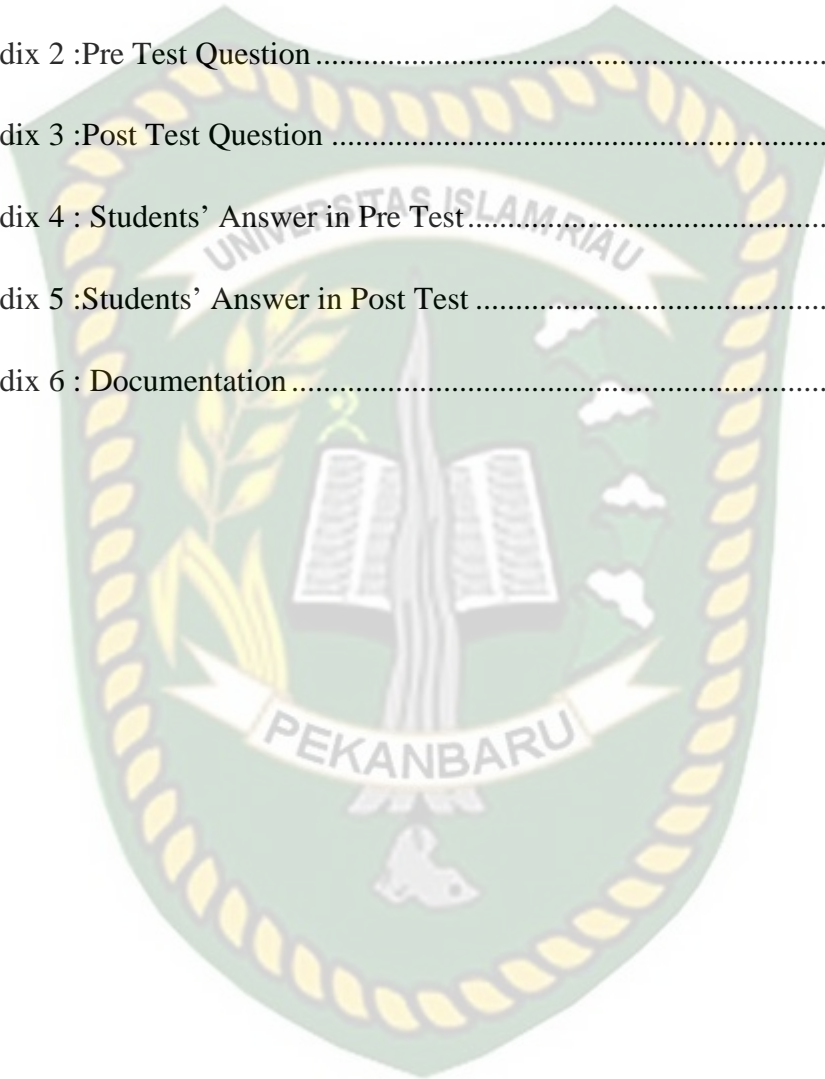 dix 2 :Pre Test Question.......................................................................
dix 3 :Post Test Question .....................................................................
UNIVERSITAS ISLAM RIAU
dix 4 : Students’ Answer in Pre Test....................................................
dix 5 :Students’ Answer in Post Test ...................................................
dix 6 : Documentation..........................................................................
PEKANBARU